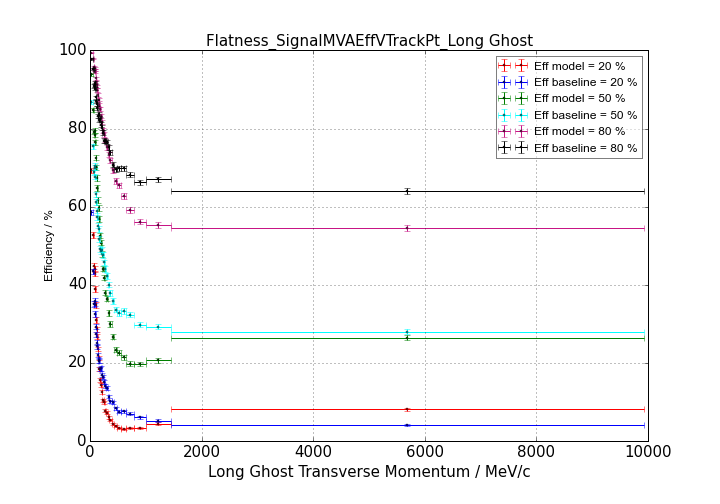 Flatness_SignalMVAEffVTrackPt_Long Ghost
100
80
60
40
20
0
Efficiency / %
Eff model = 20 %
Eff baseline = 20 %
Eff model = 50 %
Eff baseline = 50 %
Eff model = 80 %
Eff baseline = 80 %
0 2000 4000 6000 8000 10000
Long Ghost Transverse Momentum / MeV/c